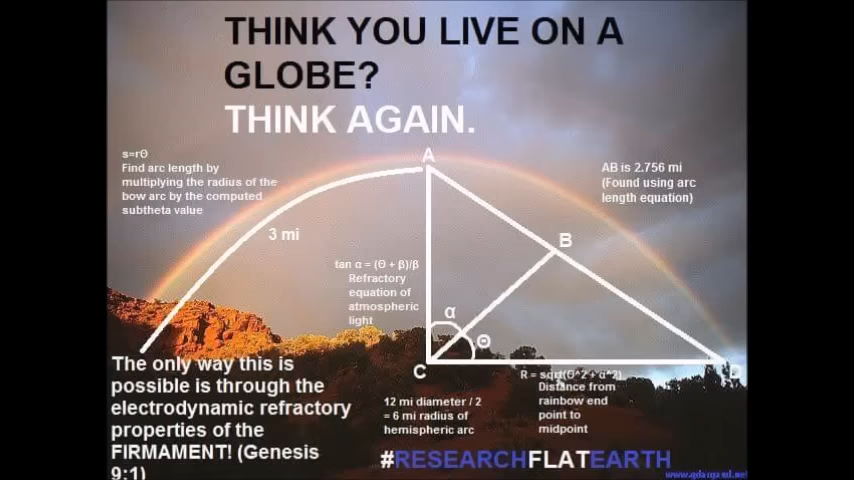 THINK YOU LIVE ON A
GLOBE?
THINK AGAIN.
s=rΘ
Find arc length by
multiplying the radius of the
bow arc by the computed
subtheta value
A
AB is 2.756 mi
(Found using arc
length equation)
3 mi
B
tan α = (Θ + β)/β
Refractory
equation of
atmospheric
light
α
Θ
C
D
The only way this is
possible is through the
electrodynamic refractory
properties of the
FIRMAMENT! (Genesis
9:1)
12 mi diameter / 2
= 6 mi radius of
hemispheric arc
R = sqrt(Θ^2 + α^2)
Distance from
rainbow end
point to
midpoint
#RESEARCHFLATEARTH